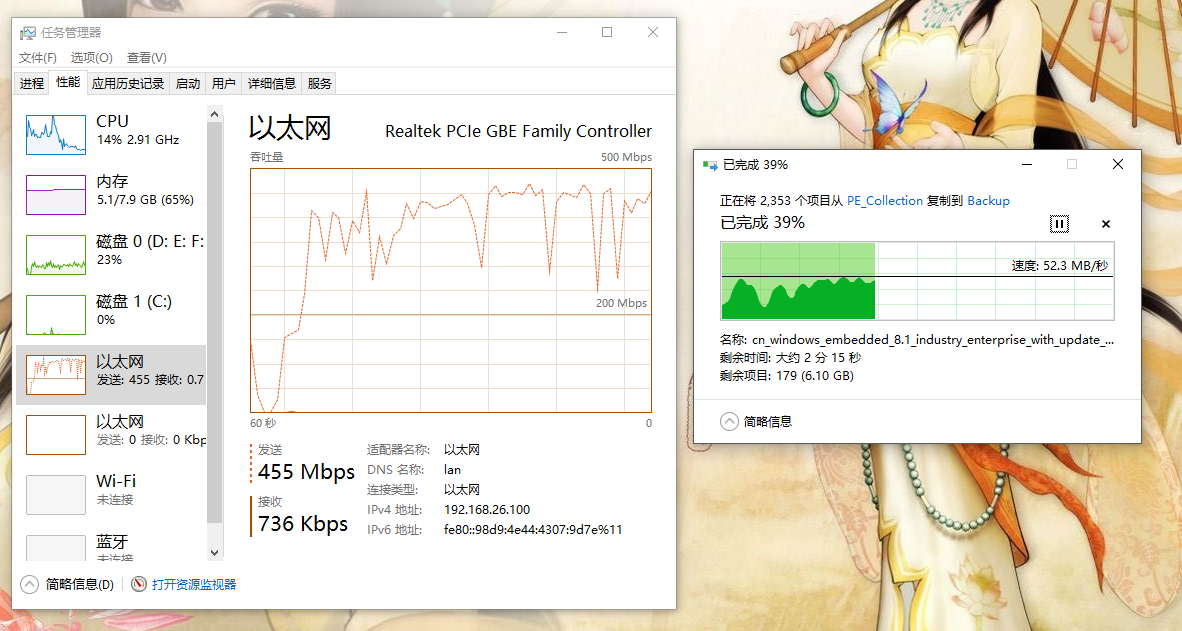 任务管理器
文件(F) 选项(O) 查看(V)
进程 性能 应用历史记录 启动 用户 详细信息 服务
CPU
14% 2.91 GHz
内存
5.1/7.9 GB (65%)
磁盘 0 (D: E: F:
23%
磁盘 1 (C:)
0%
以太网
发送: 455 接收: 0.7
以太网
发送: 0 接收: 0 Kbp
Wi-Fi
未连接
蓝牙
未连接
以太网 Realtek PCIe GBE Family Controller
吞吐量 500 Mbps
200 Mbps
60 秒 0
发送
455 Mbps
接收
736 Kbps
适配器名称: 以太网
DNS 名称: lan
连接类型: 以太网
IPv4 地址: 192.168.26.100
IPv6 地址: fe80::98d9:4e44:4307:9d7e%11
简略信息(D) 打开资源监视器
已完成 39%
正在将 2,353 个项目从 PE_Collection 复制到 Backup
已完成 39%
速度: 52.3 MB/秒
名称: cn_windows_embedded_8.1_industry_enterprise_with_update_...
剩余时间: 大约 2 分 15 秒
剩余项目: 179 (6.10 GB)
简略信息